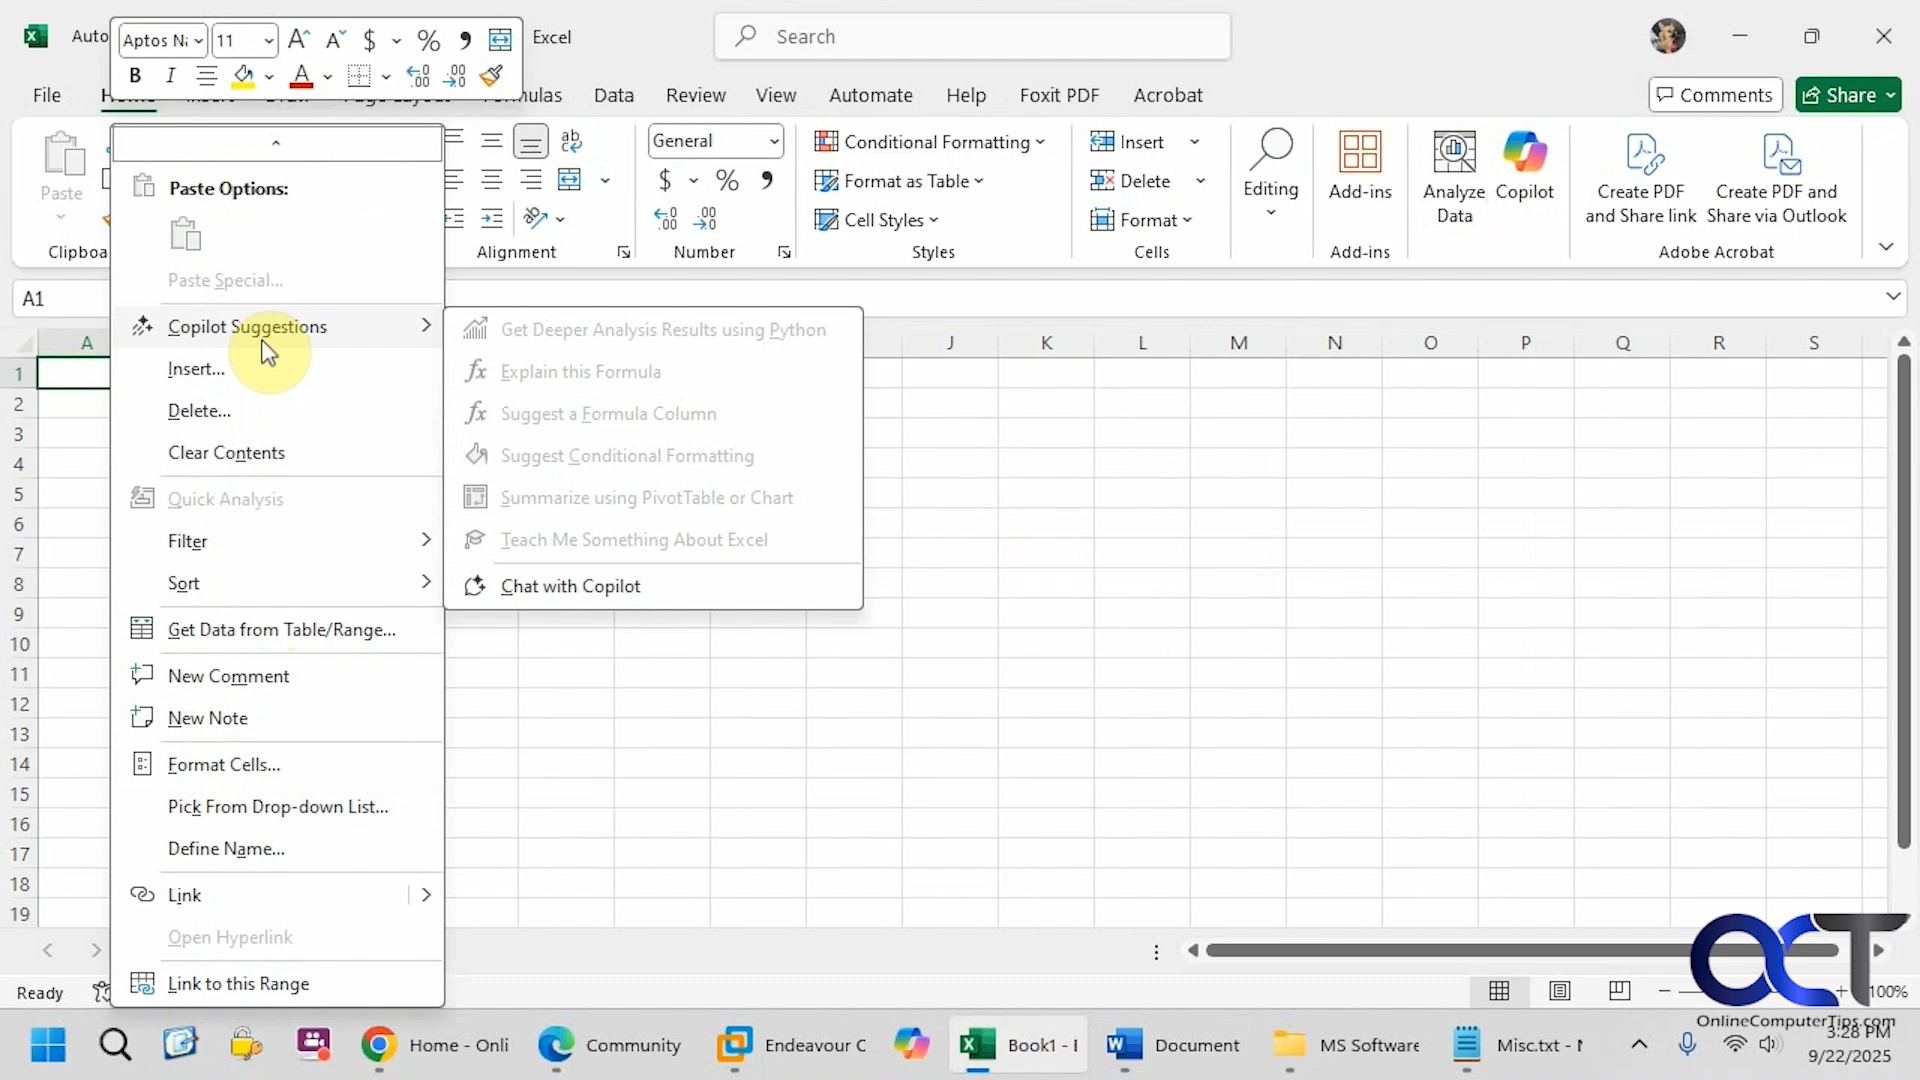 Auto
Aptos Na
11
$
%
Excel
Search
B
I
A
File
Home
Data
Review
View
Automate
Help
Foxit PDF
Acrobat
Comments
Share
Paste
Clipboa
Alignment
General
$
%
Number
Conditional Formatting
Format as Table
Cell Styles
Styles
Insert
Delete
Format
Cells
Editing
Add-ins
Add-ins
Analyze
Data
Copilot
Create PDF
and Share link
Create PDF and
Share via Outlook
Adobe Acrobat
A1
A J K L M N O P Q R S
1
2
3
4
5
6
7
8
9
10
11
12
13
14
15
16
17
18
19
Paste Options:
Paste Special...
Copilot Suggestions
Insert...
Delete...
Clear Contents
Quick Analysis
Filter
Sort
Get Data from Table/Range...
New Comment
New Note
Format Cells...
Pick From Drop-down List...
Define Name...
Link
Open Hyperlink
Link to this Range
Get Deeper Analysis Results using Python
Explain this Formula
Suggest a Formula Column
Suggest Conditional Formatting
Summarize using PivotTable or Chart
Teach Me Something About Excel
Chat with Copilot
Ready
100%
OCT
OnlineComputerTips.com
Home - Onli
Community
Endeavour C
Book1 - E
Document
MS Software
Misc.txt - N
3:28 PM
9/22/2025